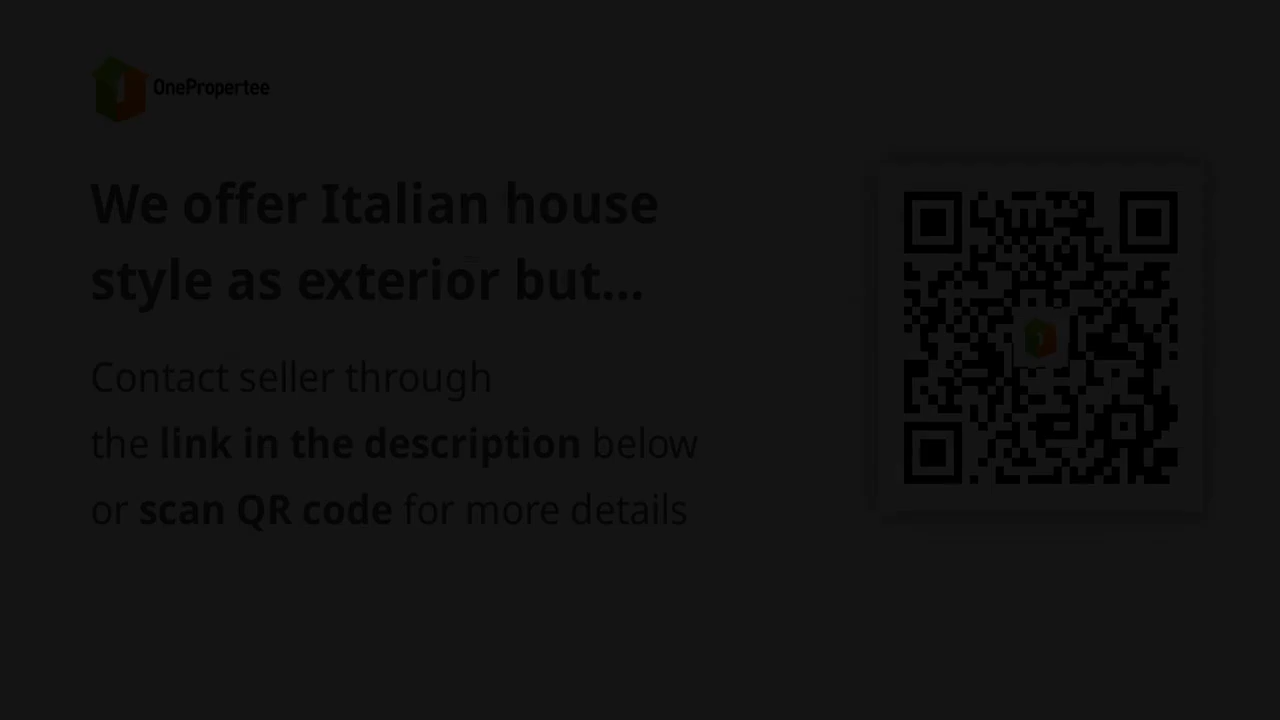 OnePropertee
We offer Italian house
style as exterior but...
Contact seller through
the link in the description below
or scan QR code for more details